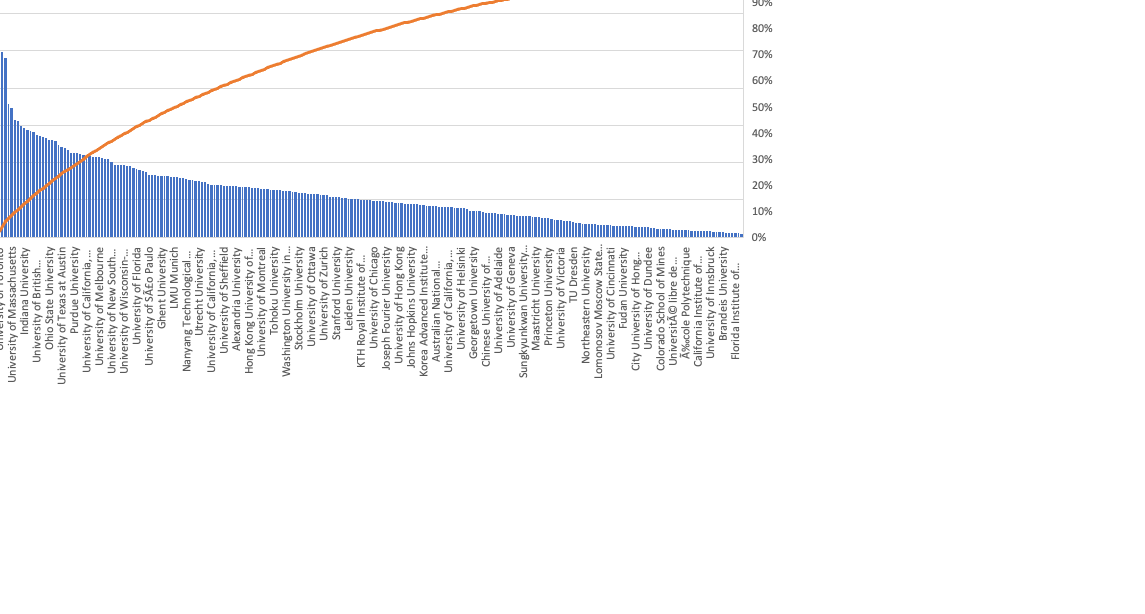 90%
80%
70%
60%
50%
40%
30%
20%
10%
0%
University of Toronto
University of Massachusetts
Indiana University
University of British...
Ohio State University
University of Texas at Austin
Purdue University
University of California,...
University of Melbourne
University of New South...
University of Wisconsin-...
University of Florida
University of SÃ£o Paulo
Ghent University
LMU Munich
Nanyang Technological...
Utrecht University
University of California,...
University of Sheffield
Alexandria University
Hong Kong University of...
University of Montreal
Tohoku University
Washington University in...
Stockholm University
University of Ottawa
University of Zurich
Stanford University
Leiden University
KTH Royal Institute of...
University of Chicago
Joseph Fourier University
University of Hong Kong
Johns Hopkins University
Korea Advanced Institute...
Australian National...
University of California,...
University of Helsinki
Georgetown University
Chinese University of...
University of Adelaide
University of Geneva
Sungkyunkwan University...
Maastricht University
Princeton University
University of Victoria
TU Dresden
Northeastern University
Lomonosov Moscow State...
University of Cincinnati
Fudan University
City University of Hong...
University of Dundee
Colorado School of Mines
UniversitÃ© libre de...
Ã‰cole Polytechnique
California Institute of...
University of Innsbruck
Brandeis University
Florida Institute of...